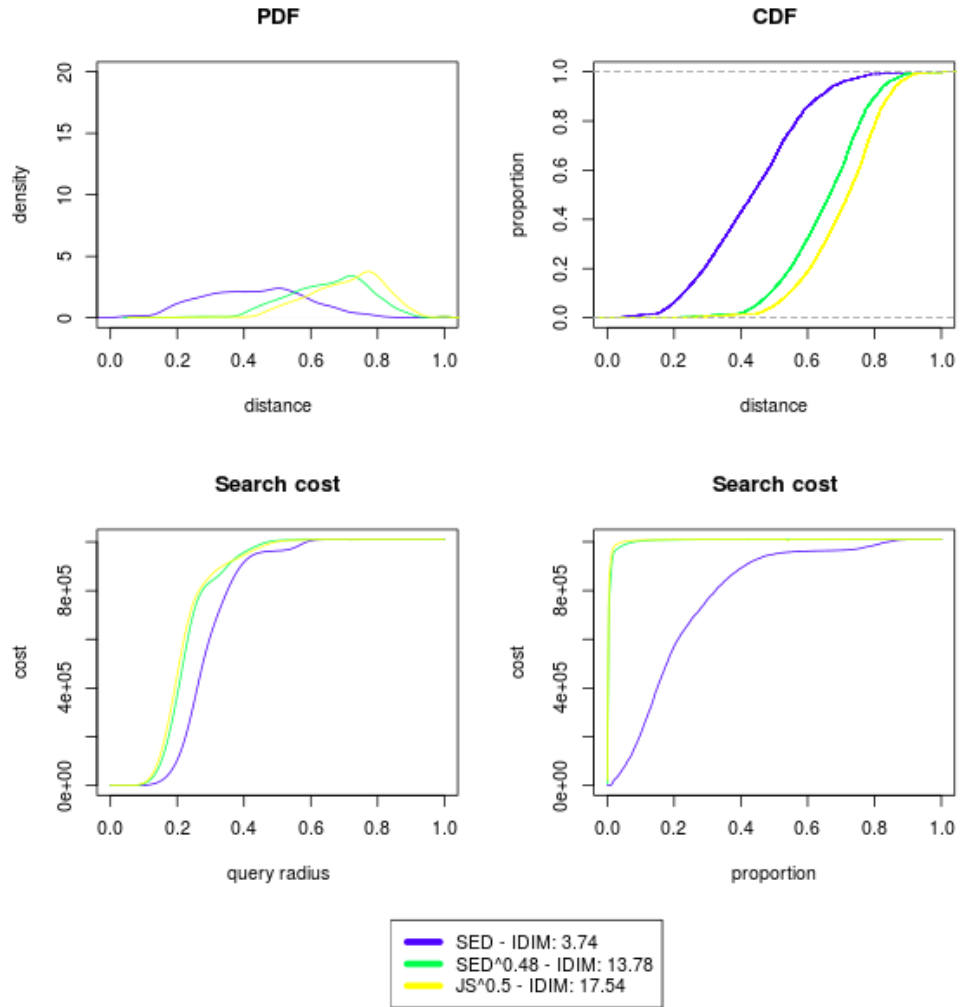 PDF
CDF
density
0
5
10
15
20
0.0 0.2 0.4 0.6 0.8 1.0
distance
proportion
0.0
0.2
0.4
0.6
0.8
1.0
0.0 0.2 0.4 0.6 0.8 1.0
distance
Search cost
Search cost
cost
0e+00
4e+05
8e+05
0.0 0.2 0.4 0.6 0.8 1.0
query radius
cost
0e+00
4e+05
8e+05
0.0 0.2 0.4 0.6 0.8 1.0
proportion
SED - IDIM: 3.74
SED^0.48 - IDIM: 13.78
JS^0.5 - IDIM: 17.54